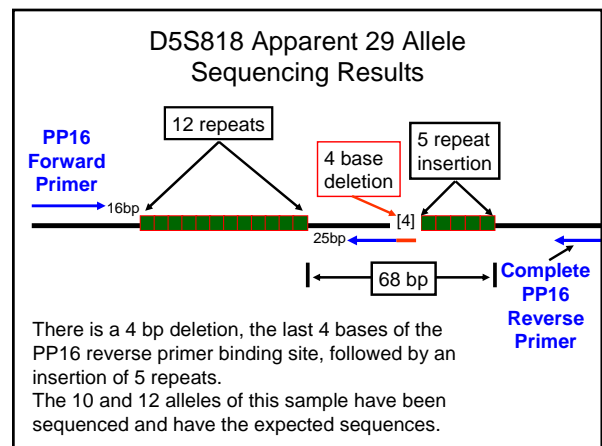 D5S818 Apparent 29 Allele
Sequencing Results
12 repeats
PP16
Forward
Primer
4 base
deletion
5 repeat
insertion
16bp
[4]
25bp
68 bp
Complete
PP16
Reverse
Primer
There is a 4 bp deletion, the last 4 bases of the
PP16 reverse primer binding site, followed by an
insertion of 5 repeats.
The 10 and 12 alleles of this sample have been
sequenced and have the expected sequences.